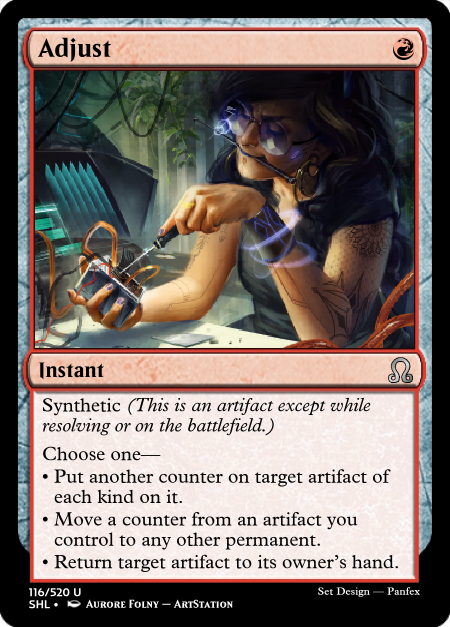 Adjust
Instant
Synthetic (This is an artifact except while
resolving or on the battlefield.)
Choose one—
• Put another counter on target artifact of
each kind on it.
• Move a counter from an artifact you
control to any other permanent.
• Return target artifact to its owner's hand.
116/520 U
Set Design — Panfex
SHL • Aurore Folny — ArtStation